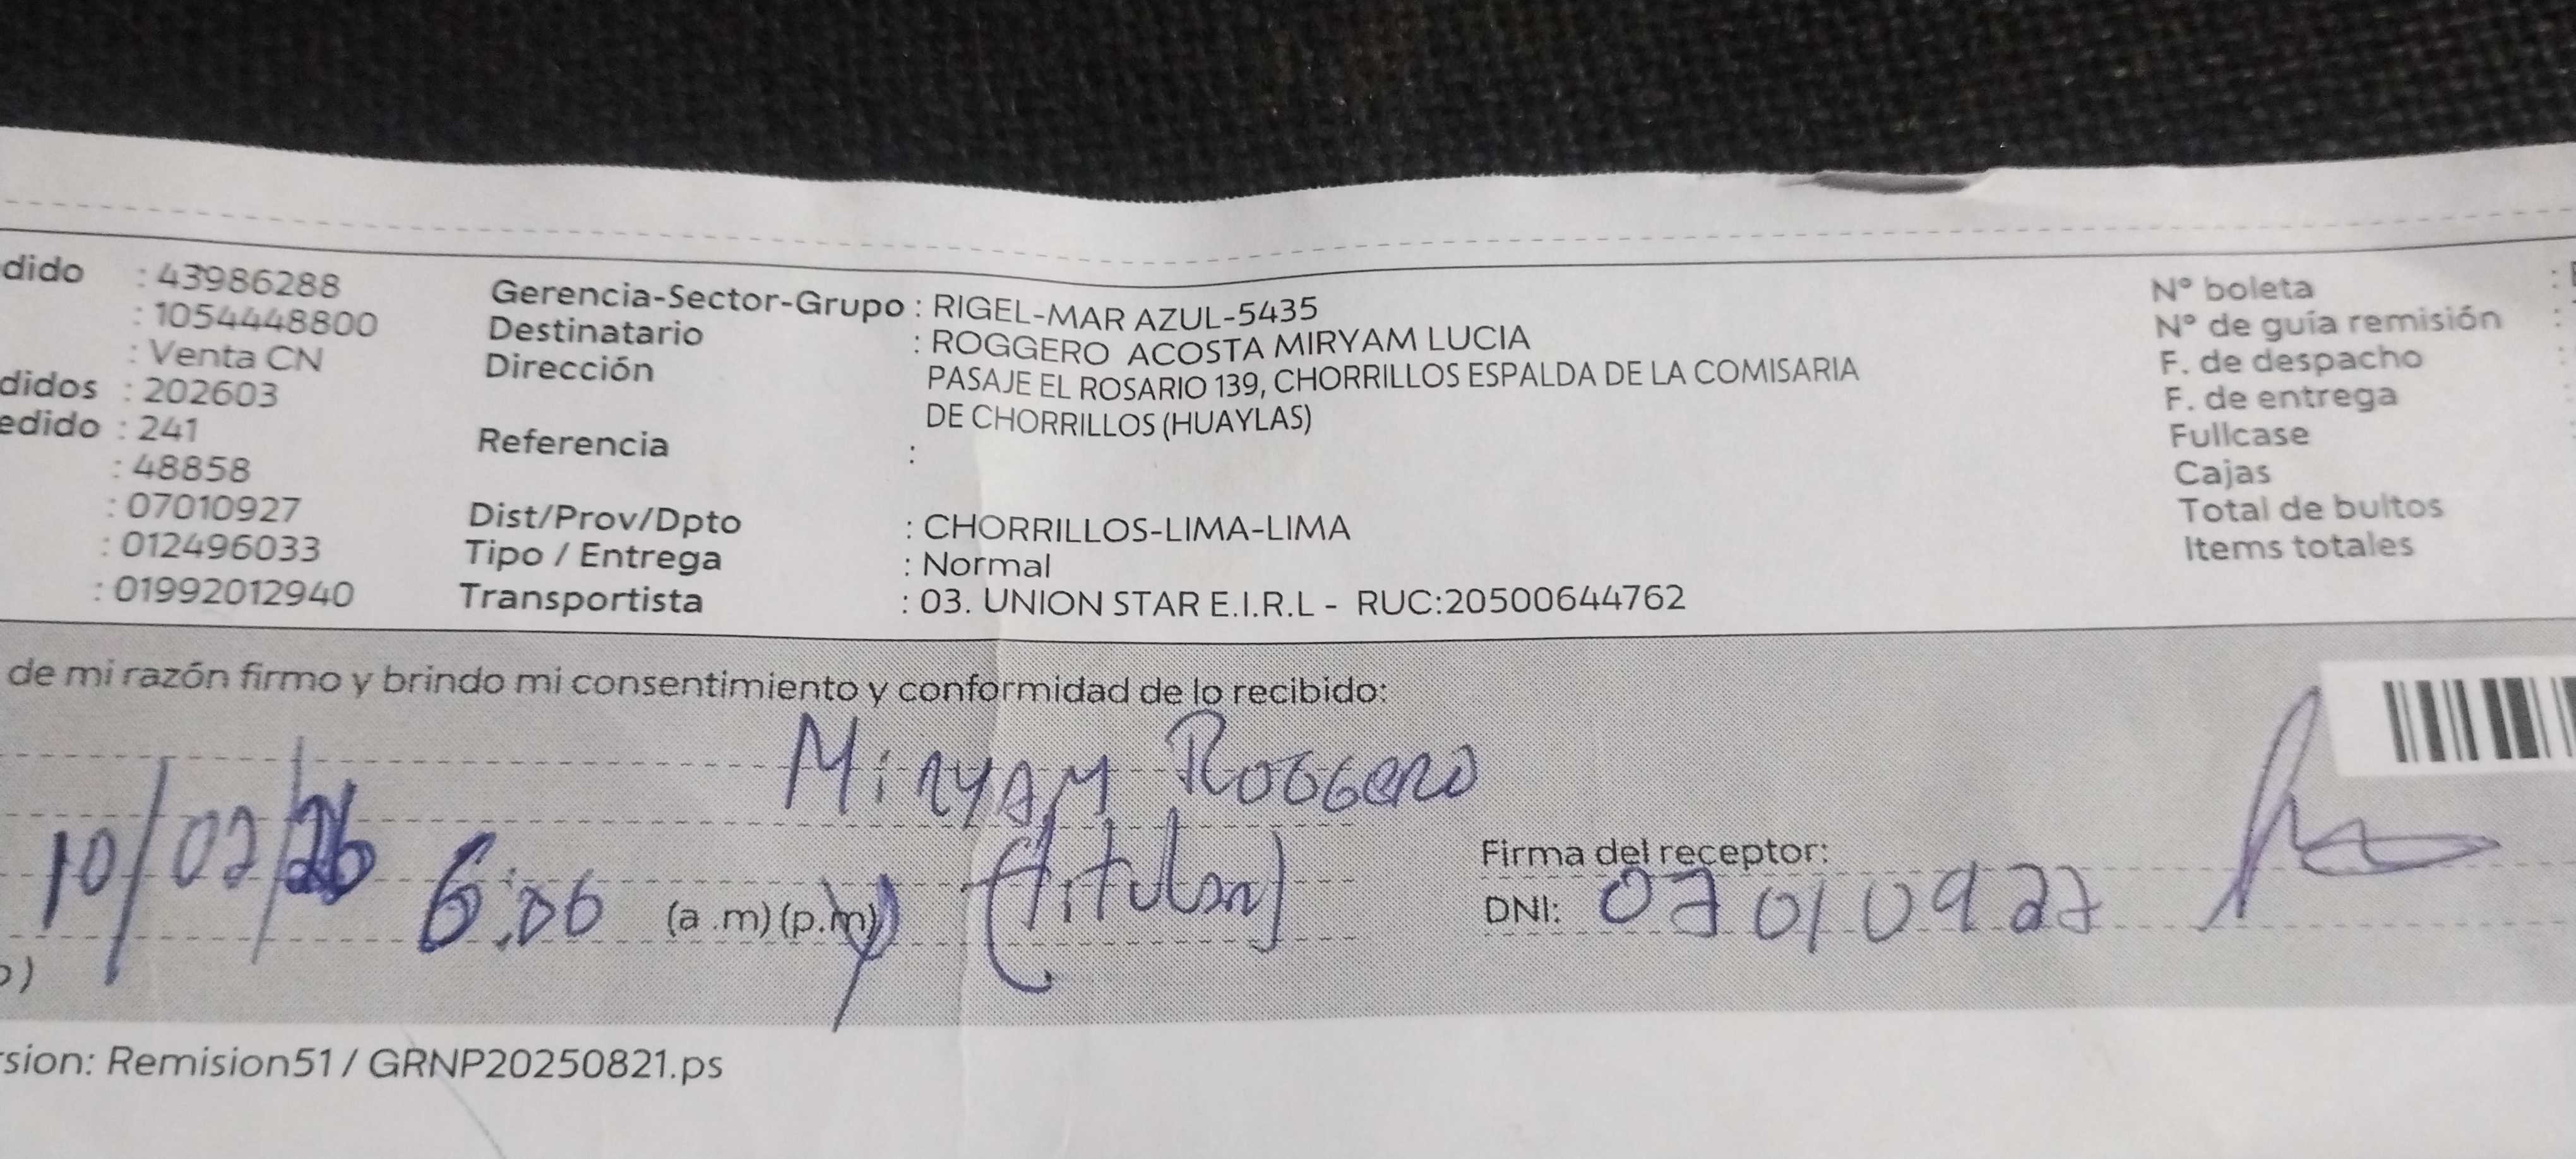 dido : 43986288
: 1054448800
: Venta CN
didos : 202603
edido : 241
: 48858
: 07010927
: 012496033
: 01992012940
Gerencia-Sector-Grupo : RIGEL-MAR AZUL-5435
Destinatario : ROGGERO ACOSTA MIRYAM LUCIA
Dirección PASAJE EL ROSARIO 139, CHORRILLOS ESPALDA DE LA COMISARIA
DE CHORRILLOS (HUAYLAS)
Referencia :
Dist/Prov/Dpto : CHORRILLOS-LIMA-LIMA
Tipo / Entrega : Normal
Transportista : 03. UNION STAR E.I.R.L - RUC:20500644762
N° boleta :
N° de guía remisión :
F. de despacho :
F. de entrega
Fullcase
Cajas
Total de bultos
Items totales
de mi razón firmo y brindo mi consentimiento y conformidad de lo recibido:
Miryam Roggero
10/02/26 6:06 (a .m) (p.m) (titular)
Firma del receptor:
DNI: 07010927
o)
rsion: Remision51 / GRNP20250821.ps